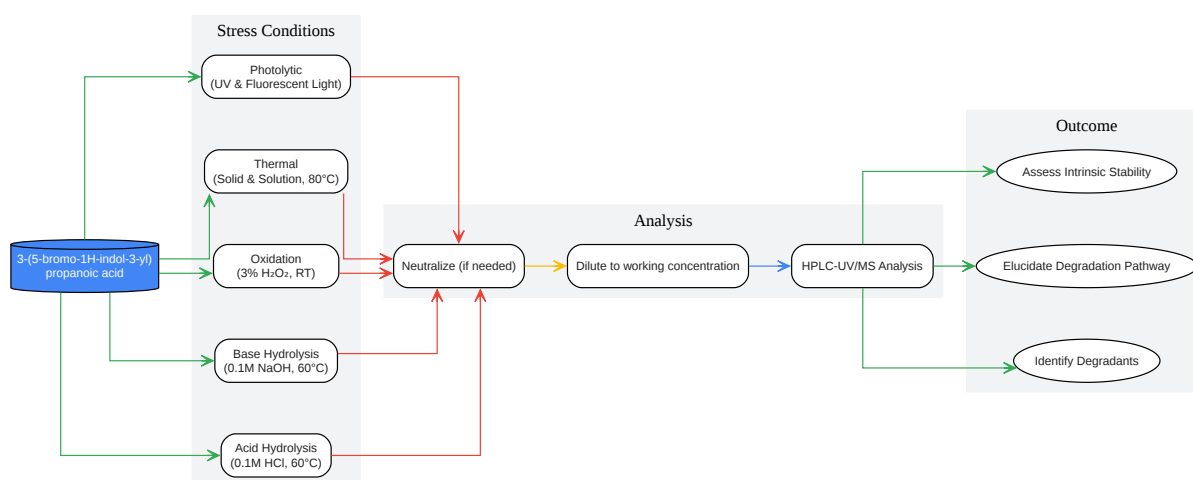 Stress Conditions
Photolytic
(UV & Fluorescent Light)
Thermal
(Solid & Solution, 80°C)
3-(5-bromo-1H-indol-3-yl)
propanoic acid
Oxidation
(3% H₂O₂, RT)
Base Hydrolysis
(0.1M NaOH, 60°C)
Acid Hydrolysis
(0.1M HCl, 60°C)
Analysis
Neutralize (if needed)
Dilute to working concentration
HPLC-UV/MS Analysis
Outcome
Assess Intrinsic Stability
Elucidate Degradation Pathway
Identify Degradants